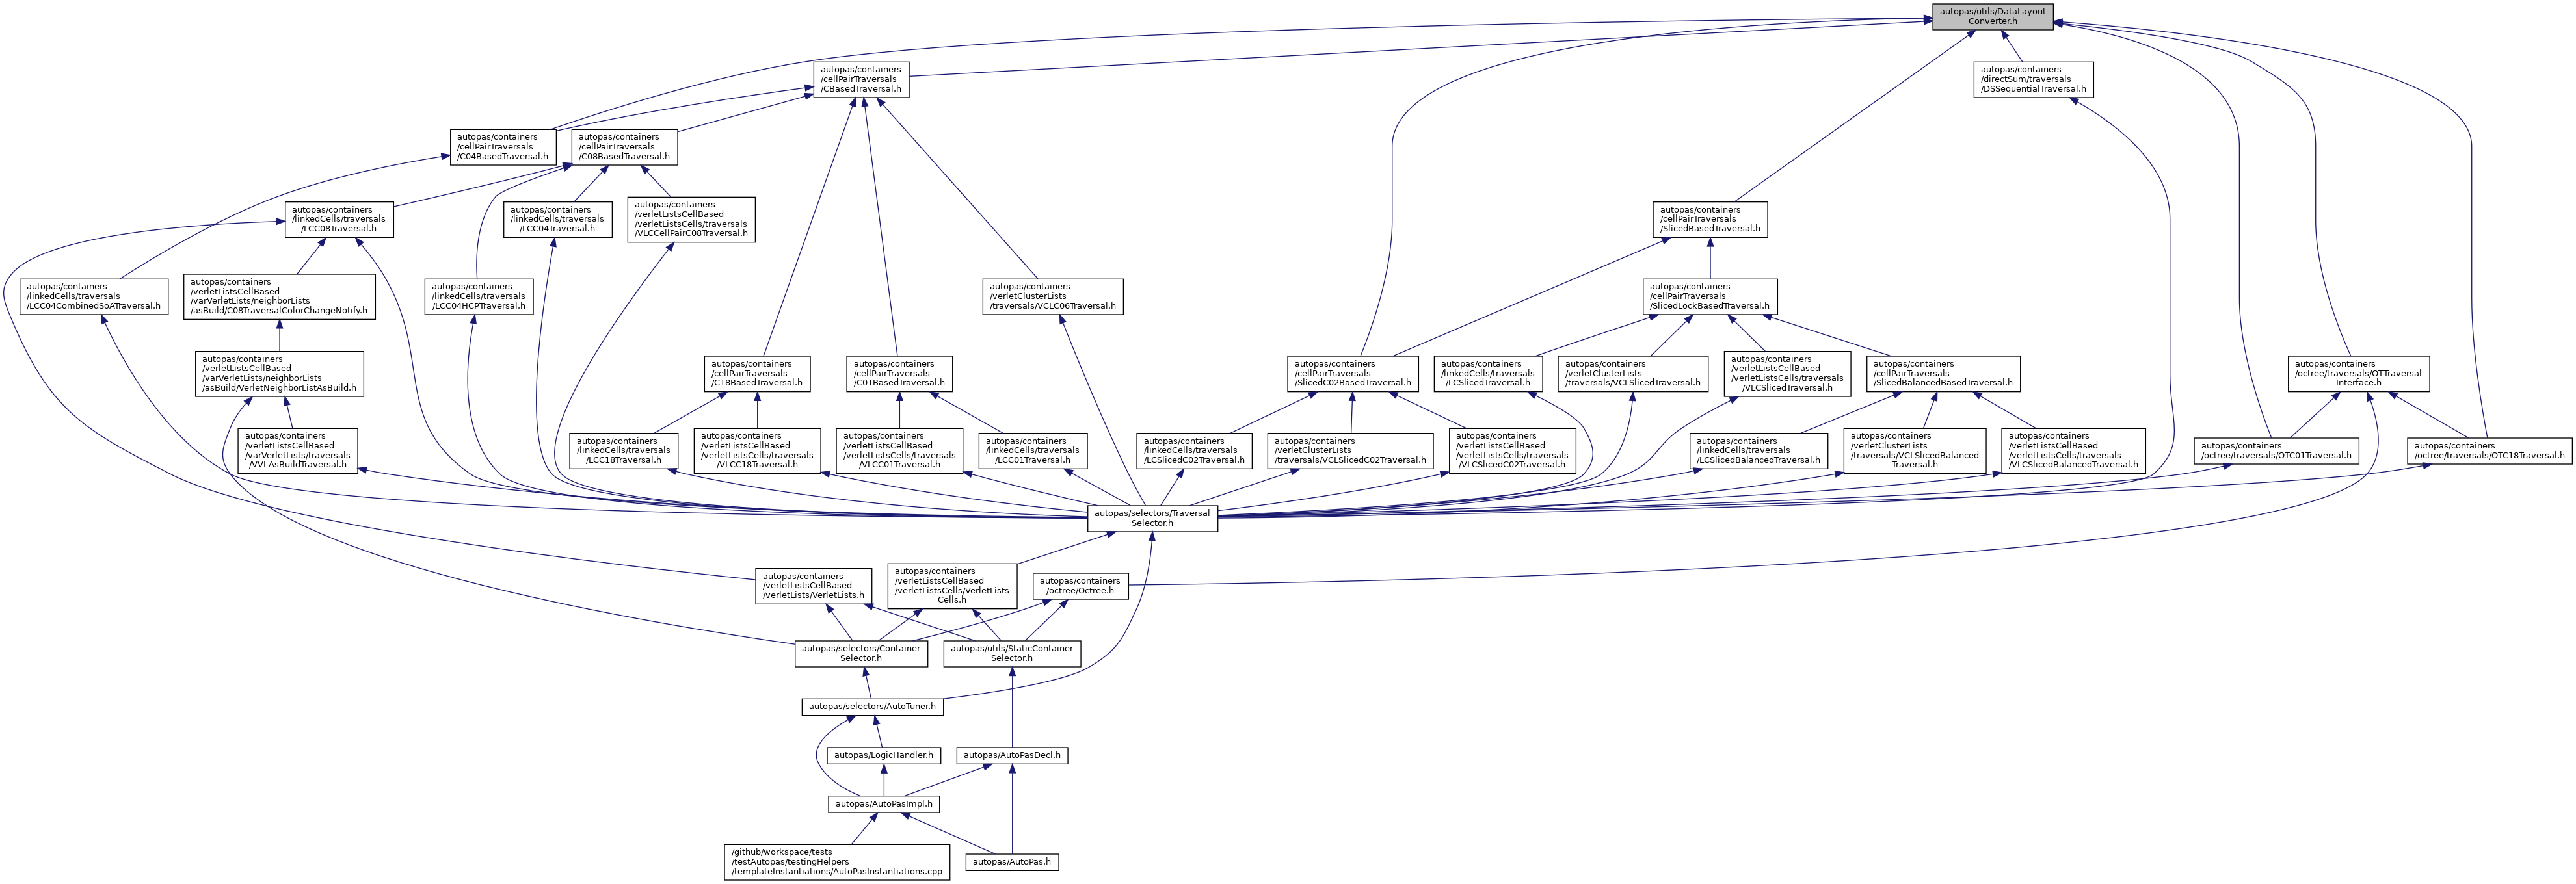 autopas/utils/DataLayout
Converter.h
autopas/containers
/cellPairTraversals
/CBasedTraversal.h
autopas/containers
/directSum/traversals
/DSSequentialTraversal.h
autopas/containers
/cellPairTraversals
/C04BasedTraversal.h
autopas/containers
/cellPairTraversals
/C08BasedTraversal.h
autopas/containers
/linkedCells/traversals
/LCC08Traversal.h
autopas/containers
/linkedCells/traversals
/LCC04Traversal.h
autopas/containers
/verletListsCellBased
/verletListsCells/traversals
/VLCCellPairC08Traversal.h
autopas/containers
/cellPairTraversals
/SlicedBasedTraversal.h
autopas/containers
/linkedCells/traversals
/LCC04CombinedSoATraversal.h
autopas/containers
/verletListsCellBased
/varVerletLists/neighborLists
/asBuild/C08TraversalColorChangeNotify.h
autopas/containers
/linkedCells/traversals
/LCC04HCPTraversal.h
autopas/containers
/verletClusterLists
/traversals/VCLC06Traversal.h
autopas/containers
/cellPairTraversals
/SlicedLockBasedTraversal.h
autopas/containers
/verletListsCellBased
/varVerletLists/neighborLists
/asBuild/VerletNeighborListAsBuild.h
autopas/containers
/cellPairTraversals
/C18BasedTraversal.h
autopas/containers
/cellPairTraversals
/C01BasedTraversal.h
autopas/containers
/cellPairTraversals
/SlicedC02BasedTraversal.h
autopas/containers
/linkedCells/traversals
/LCSlicedTraversal.h
autopas/containers
/verletClusterLists
/traversals/VCLSlicedTraversal.h
autopas/containers
/verletListsCellBased
/verletListsCells/traversals
/VLCSlicedTraversal.h
autopas/containers
/cellPairTraversals
/SlicedBalancedBasedTraversal.h
autopas/containers
/octree/traversals/OTTraversal
Interface.h
autopas/containers
/verletListsCellBased
/varVerletLists/traversals
/VVLAsBuildTraversal.h
autopas/containers
/linkedCells/traversals
/LCC18Traversal.h
autopas/containers
/verletListsCellBased
/verletListsCells/traversals
/VLCC18Traversal.h
autopas/containers
/verletListsCellBased
/verletListsCells/traversals
/VLCC01Traversal.h
autopas/containers
/linkedCells/traversals
/LCC01Traversal.h
autopas/containers
/linkedCells/traversals
/LCSlicedC02Traversal.h
autopas/containers
/verletClusterLists
/traversals/VCLSlicedC02Traversal.h
autopas/containers
/verletListsCellBased
/verletListsCells/traversals
/VLCSlicedC02Traversal.h
autopas/containers
/linkedCells/traversals
/LCSlicedBalancedTraversal.h
autopas/containers
/verletClusterLists
/traversals/VCLSlicedBalanced
Traversal.h
autopas/containers
/verletListsCellBased
/verletListsCells/traversals
/VLCSlicedBalancedTraversal.h
autopas/containers
/octree/traversals/OTC01Traversal.h
autopas/containers
/octree/traversals/OTC18Traversal.h
autopas/selectors/Traversal
Selector.h
autopas/containers
/verletListsCellBased
/verletLists/VerletLists.h
autopas/containers
/verletListsCellBased
/verletListsCells/VerletLists
Cells.h
autopas/containers
/octree/Octree.h
autopas/selectors/Container
Selector.h
autopas/utils/StaticContainer
Selector.h
autopas/selectors/AutoTuner.h
autopas/LogicHandler.h
autopas/AutoPasDecl.h
autopas/AutoPasImpl.h
/github/workspace/tests
/testAutopas/testingHelpers
/templateInstantiations/AutoPasInstantiations.cpp
autopas/AutoPas.h